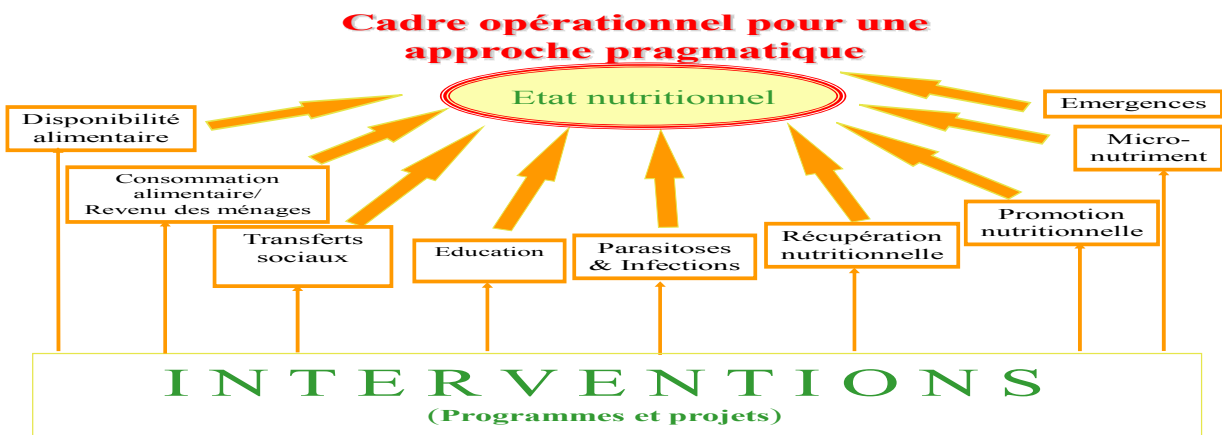 Cadre opérationnel pour une
approche pragmatique
Etat nutritionnel
Disponibilité
alimentaire
Consommation
alimentaire/
Revenu des ménages
Transferts
sociaux
Education
Parasitoses
& Infections
Récupération
nutritionnelle
Promotion
nutritionnelle
Micro-
nutriment
Emergences
INTERVENTIONS
(Programmes et projets)